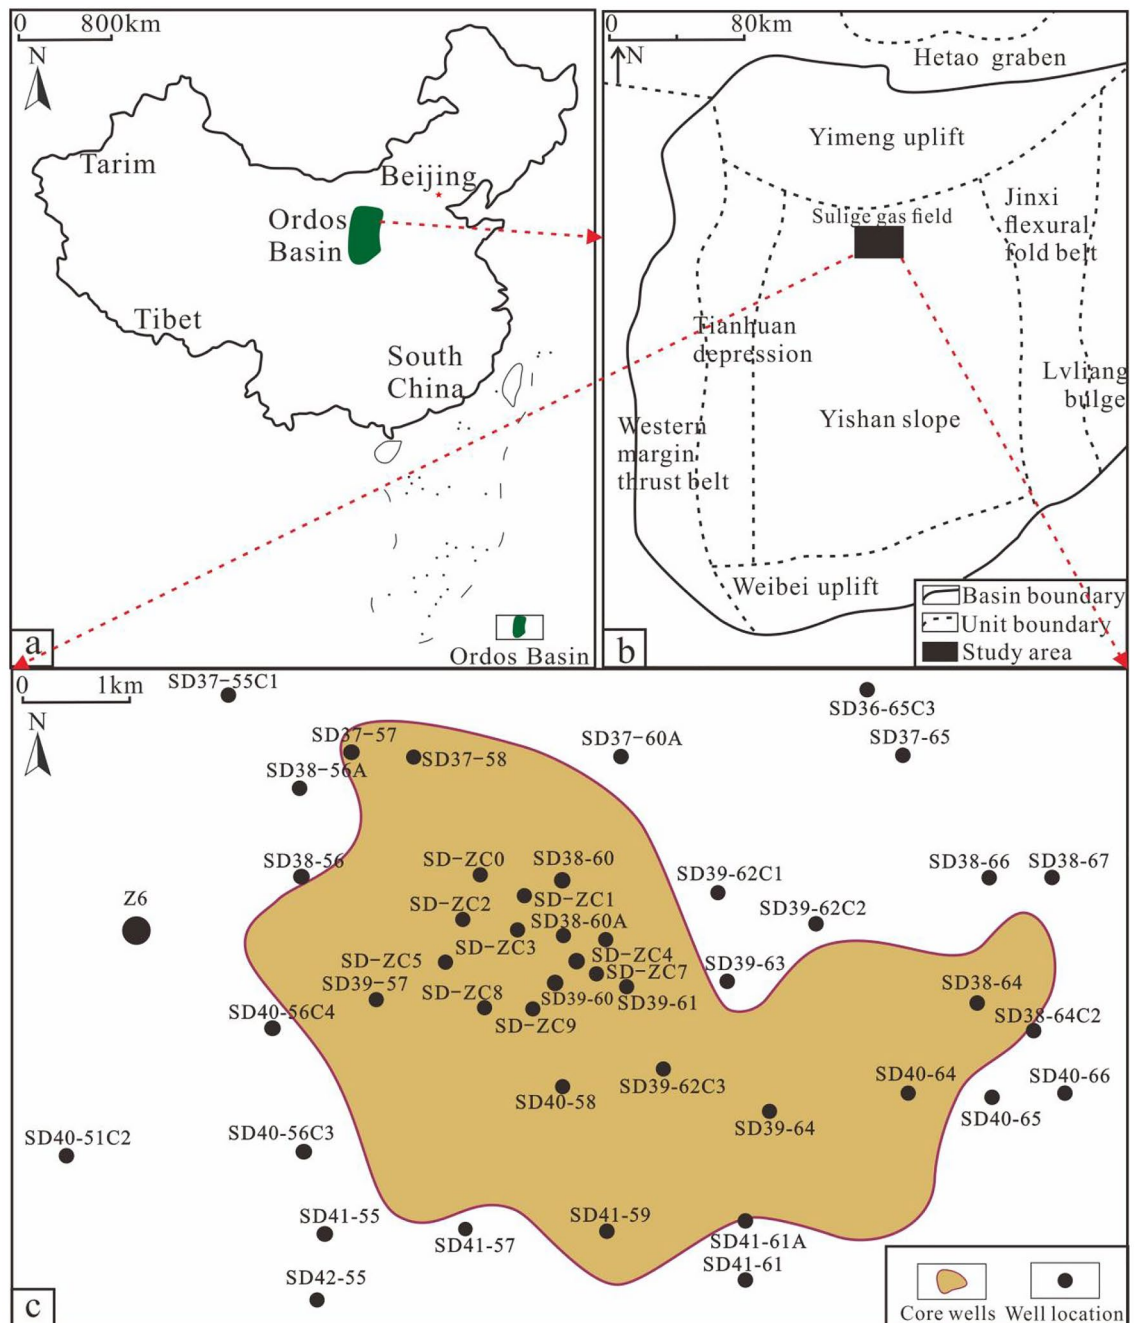 0 800km
N
Tarim
Beijing
Ordos
Basin
Tibet
South
China
a
Ordos Basin
0 80km
N
Hetao graben
Yimeng uplift
Sulige gas field
Jinxi
flexural
fold belt
Tianhuan
depression
Lvliang
bulge
Yishan slope
Western
margin
thrust belt
Weibei uplift
b
Basin boundary
Unit boundary
Study area
0 1km
N
SD37-55C1
SD36-65C3
SD37-57
SD37-58
SD37-60A
SD37-65
SD38-56A
SD38-56
SD-ZC0
SD38-60
SD39-62C1
SD38-66
SD38-67
Z6
SD-ZC1
SD-ZC2
SD38-60A
SD39-62C2
SD-ZC3
SD-ZC4
SD-ZC5
SD-ZC7
SD39-63
SD39-57
SD-ZC8
SD39-60
SD39-61
SD38-64
SD40-56C4
SD-ZC9
SD38-64C2
SD39-62C3
SD40-58
SD40-64
SD40-66
SD40-65
SD39-64
SD40-51C2
SD40-56C3
SD41-55
SD41-57
SD41-59
SD41-61A
SD41-61
SD42-55
c
Core wells
Well location